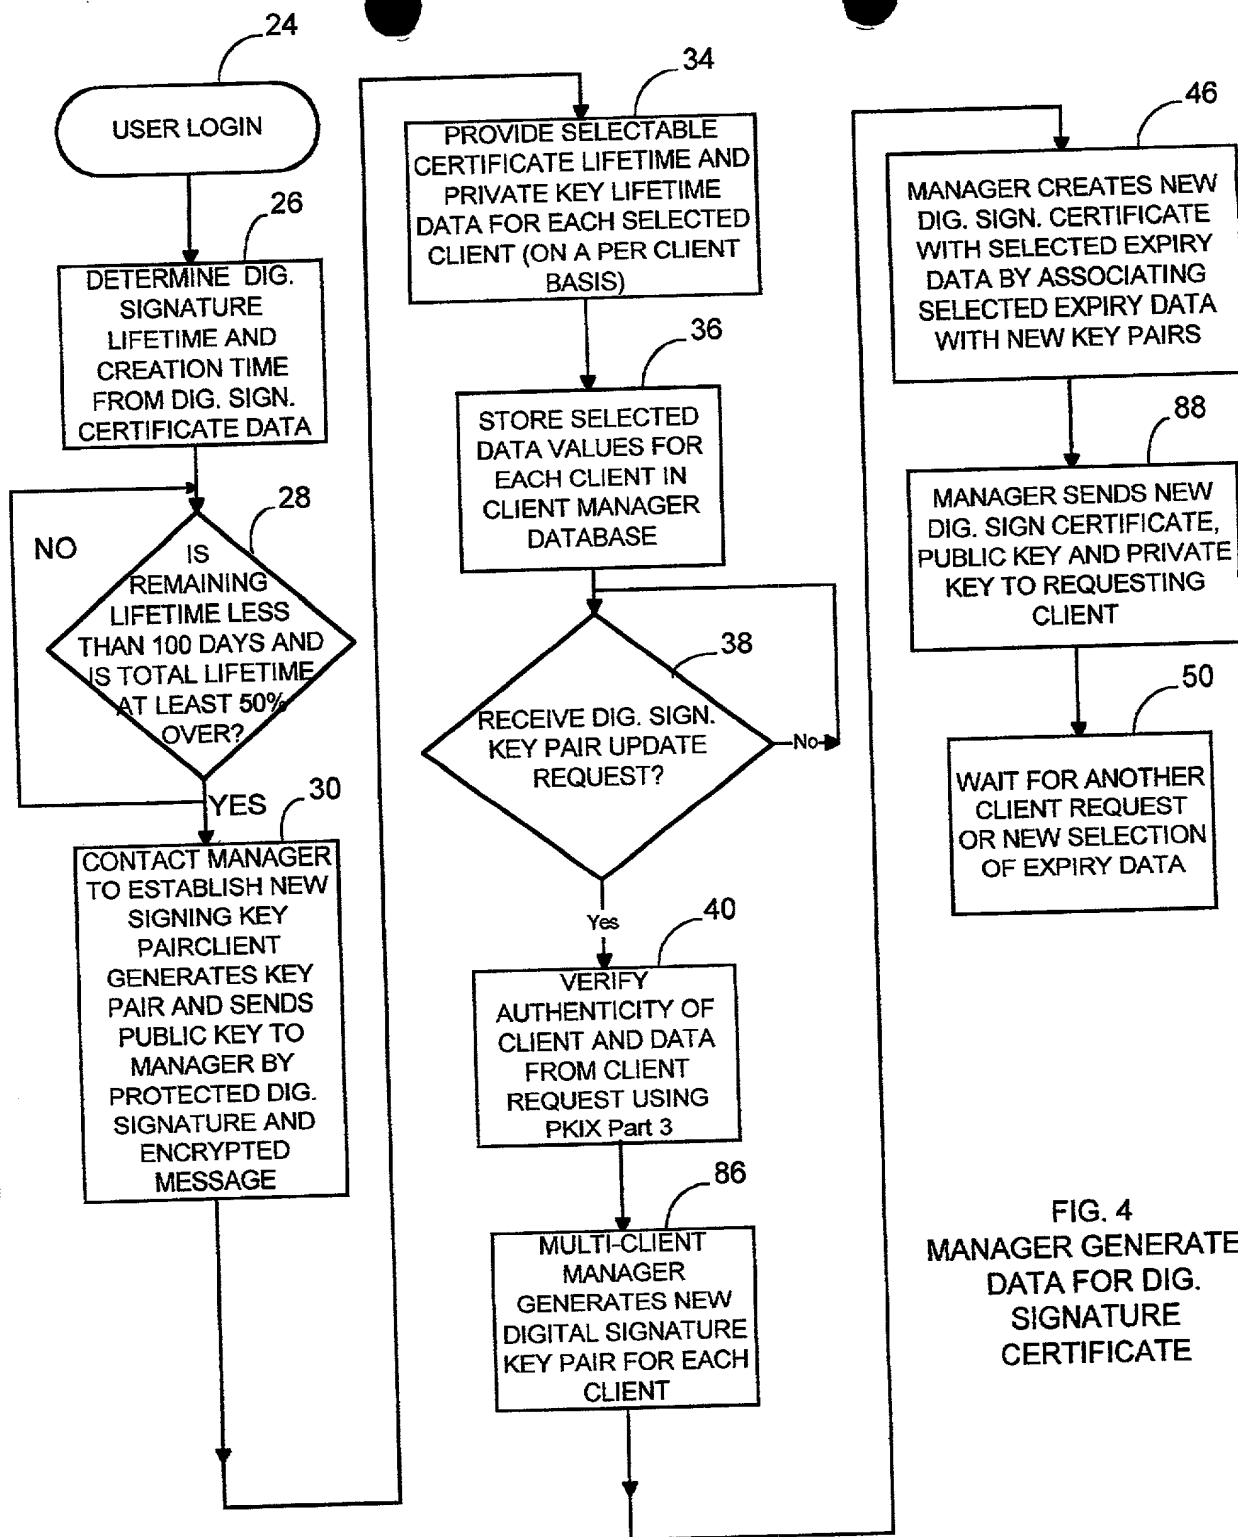 24
USER LOGIN
26
DETERMINE DIG.
SIGNATURE
LIFETIME AND
CREATION TIME
FROM DIG. SIGN.
CERTIFICATE DATA
28
NO
IS
REMAINING
LIFETIME LESS
THAN 100 DAYS AND
IS TOTAL LIFETIME
AT LEAST 50%
OVER?
YES
30
CONTACT MANAGER
TO ESTABLISH NEW
SIGNING KEY
PAIRCLIENT
GENERATES KEY
PAIR AND SENDS
PUBLIC KEY TO
MANAGER BY
PROTECTED DIG.
SIGNATURE AND
ENCRYPTED
MESSAGE
34
PROVIDE SELECTABLE
CERTIFICATE LIFETIME AND
PRIVATE KEY LIFETIME
DATA FOR EACH SELECTED
CLIENT (ON A PER CLIENT
BASIS)
36
STORE SELECTED
DATA VALUES FOR
EACH CLIENT IN
CLIENT MANAGER
DATABASE
38
RECEIVE DIG. SIGN.
KEY PAIR UPDATE
REQUEST?
No
Yes
40
VERIFY
AUTHENTICITY OF
CLIENT AND DATA
FROM CLIENT
REQUEST USING
PKIX Part 3
86
MULTI-CLIENT
MANAGER
GENERATES NEW
DIGITAL SIGNATURE
KEY PAIR FOR EACH
CLIENT
46
MANAGER CREATES NEW
DIG. SIGN. CERTIFICATE
WITH SELECTED EXPIRY
DATA BY ASSOCIATING
SELECTED EXPIRY DATA
WITH NEW KEY PAIRS
88
MANAGER SENDS NEW
DIG. SIGN CERTIFICATE,
PUBLIC KEY AND PRIVATE
KEY TO REQUESTING
CLIENT
50
WAIT FOR ANOTHER
CLIENT REQUEST
OR NEW SELECTION
OF EXPIRY DATA
FIG. 4
MANAGER GENERATE
DATA FOR DIG.
SIGNATURE
CERTIFICATE